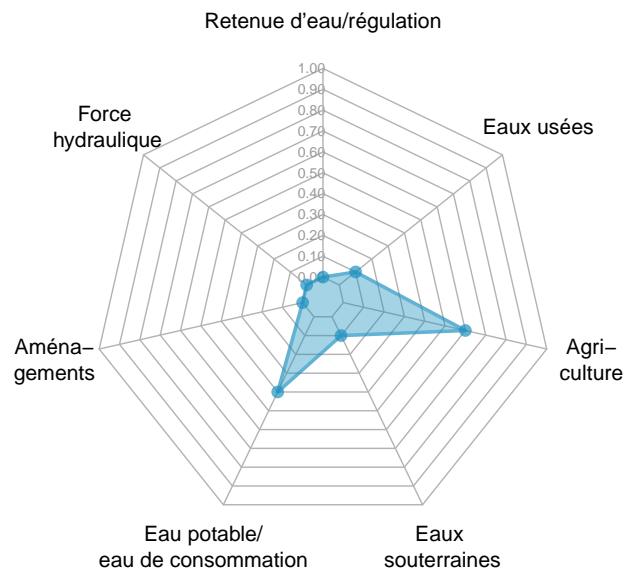 Retenue d'eau/régulation
1.00
0.90
0.80
0.70
0.60
0.50
0.40
0.30
0.20
0.10
0.0
Force
hydraulique
Eaux usées
Aména–
gements
Agri–
culture
Eau potable/
eau de consommation
Eaux
souterraines